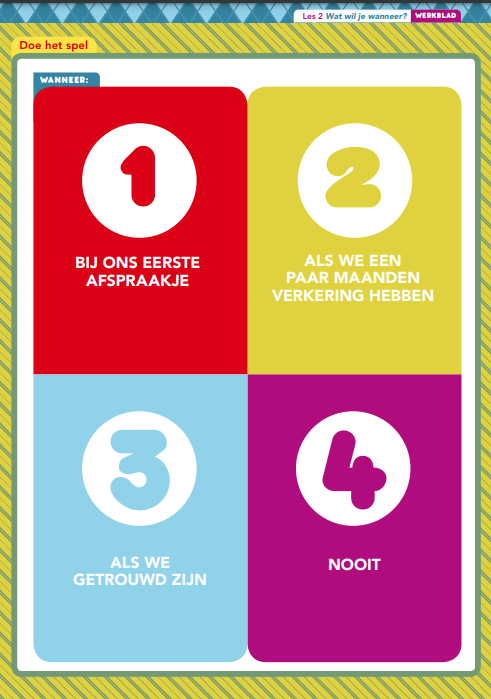 Les 2 Wat wil je wanneer? WERKBLAD
Doe het spel
WANNEER:
1
BIJ ONS EERSTE
AFSPRAAKJE
2
ALS WE EEN
PAAR MAANDEN
VERKERING HEBBEN
3
ALS WE
GETROUWD ZIJN
4
NOOIT